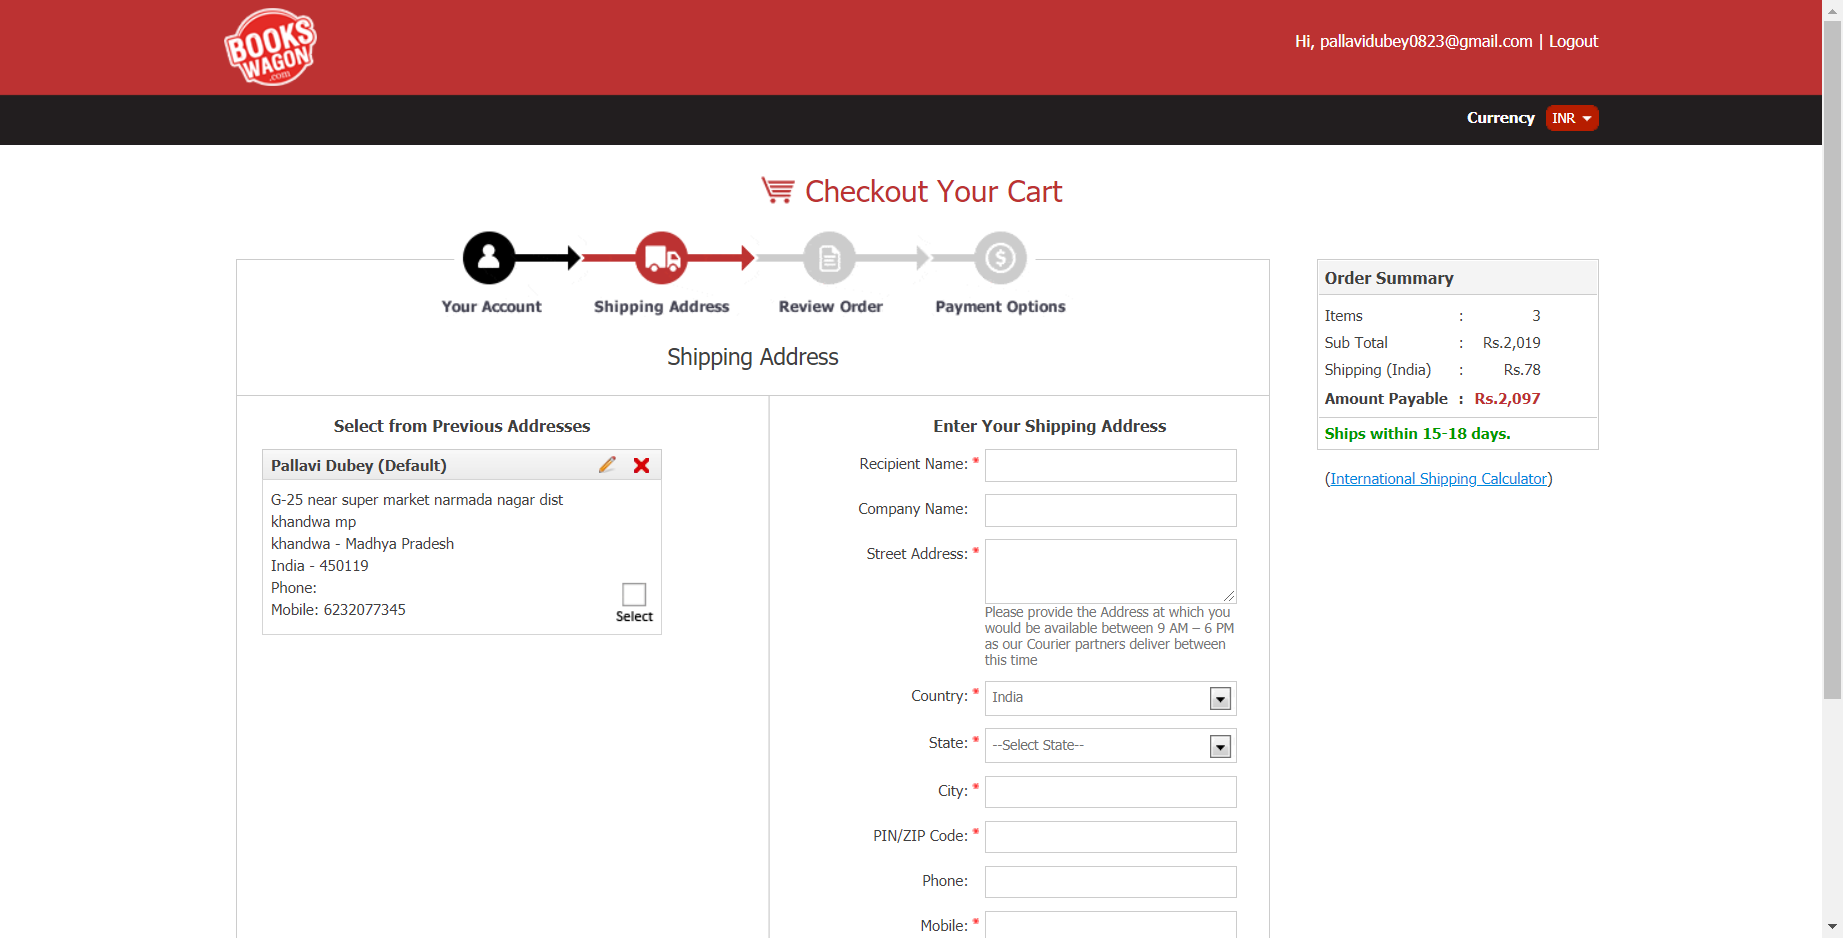 BOOKS
WAGON
.com
Hi, pallavidubey0823@gmail.com | Logout
Currency INR
Checkout Your Cart
Your Account Shipping Address Review Order Payment Options
Shipping Address
Select from Previous Addresses
Pallavi Dubey (Default)
G-25 near super market narmada nagar dist
khandwa mp
khandwa - Madhya Pradesh
India - 450119
Phone:
Mobile: 6232077345
Select
Enter Your Shipping Address
Recipient Name: *
Company Name:
Street Address: *
Please provide the Address at which you
would be available between 9 AM – 6 PM
as our Courier partners deliver between
this time
Country: * India
State: * --Select State--
City: *
PIN/ZIP Code: *
Phone:
Mobile: *
Order Summary
Items : 3
Sub Total : Rs.2,019
Shipping (India) : Rs.78
Amount Payable : Rs.2,097
Ships within 15-18 days.
(International Shipping Calculator)